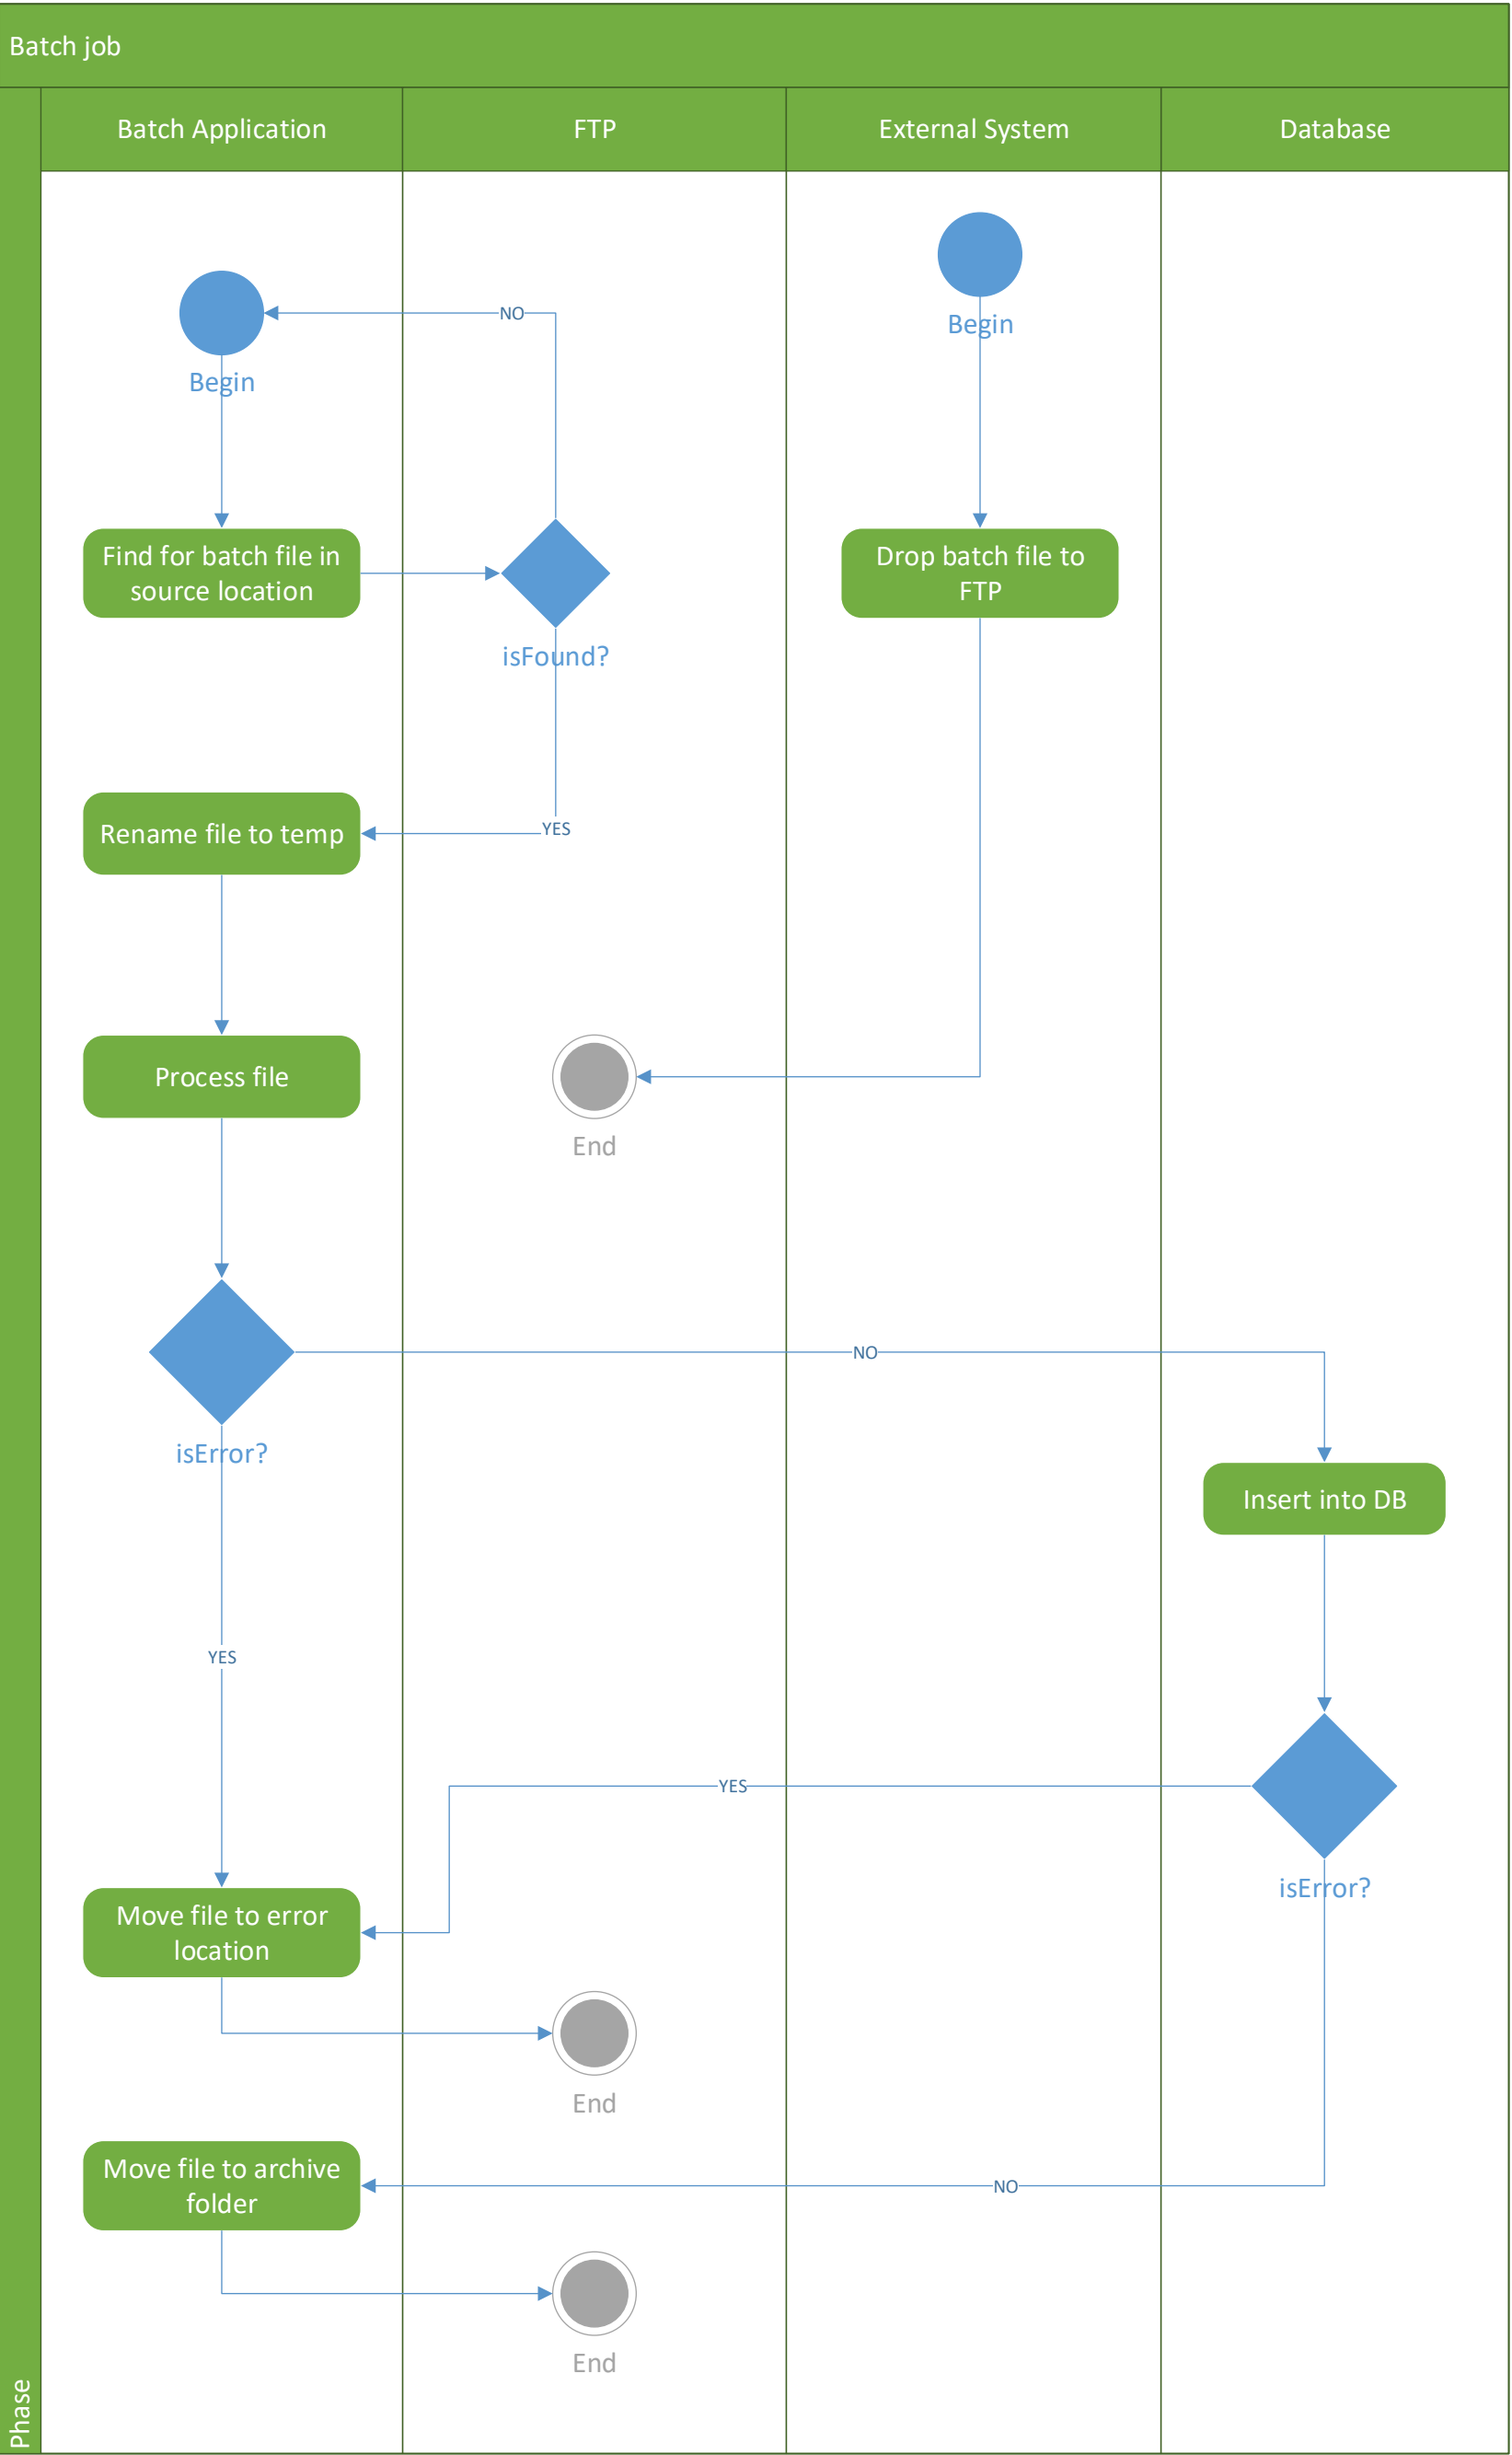 Batch job
Batch Application
FTP
External System
Database
Begin
NO
Begin
Find for batch file in
source location
isFound?
Drop batch file to
FTP
Rename file to temp
YES
Process file
End
isError?
NO
Insert into DB
YES
YES
isError?
Move file to error
location
End
Move file to archive
folder
NO
End
Phase